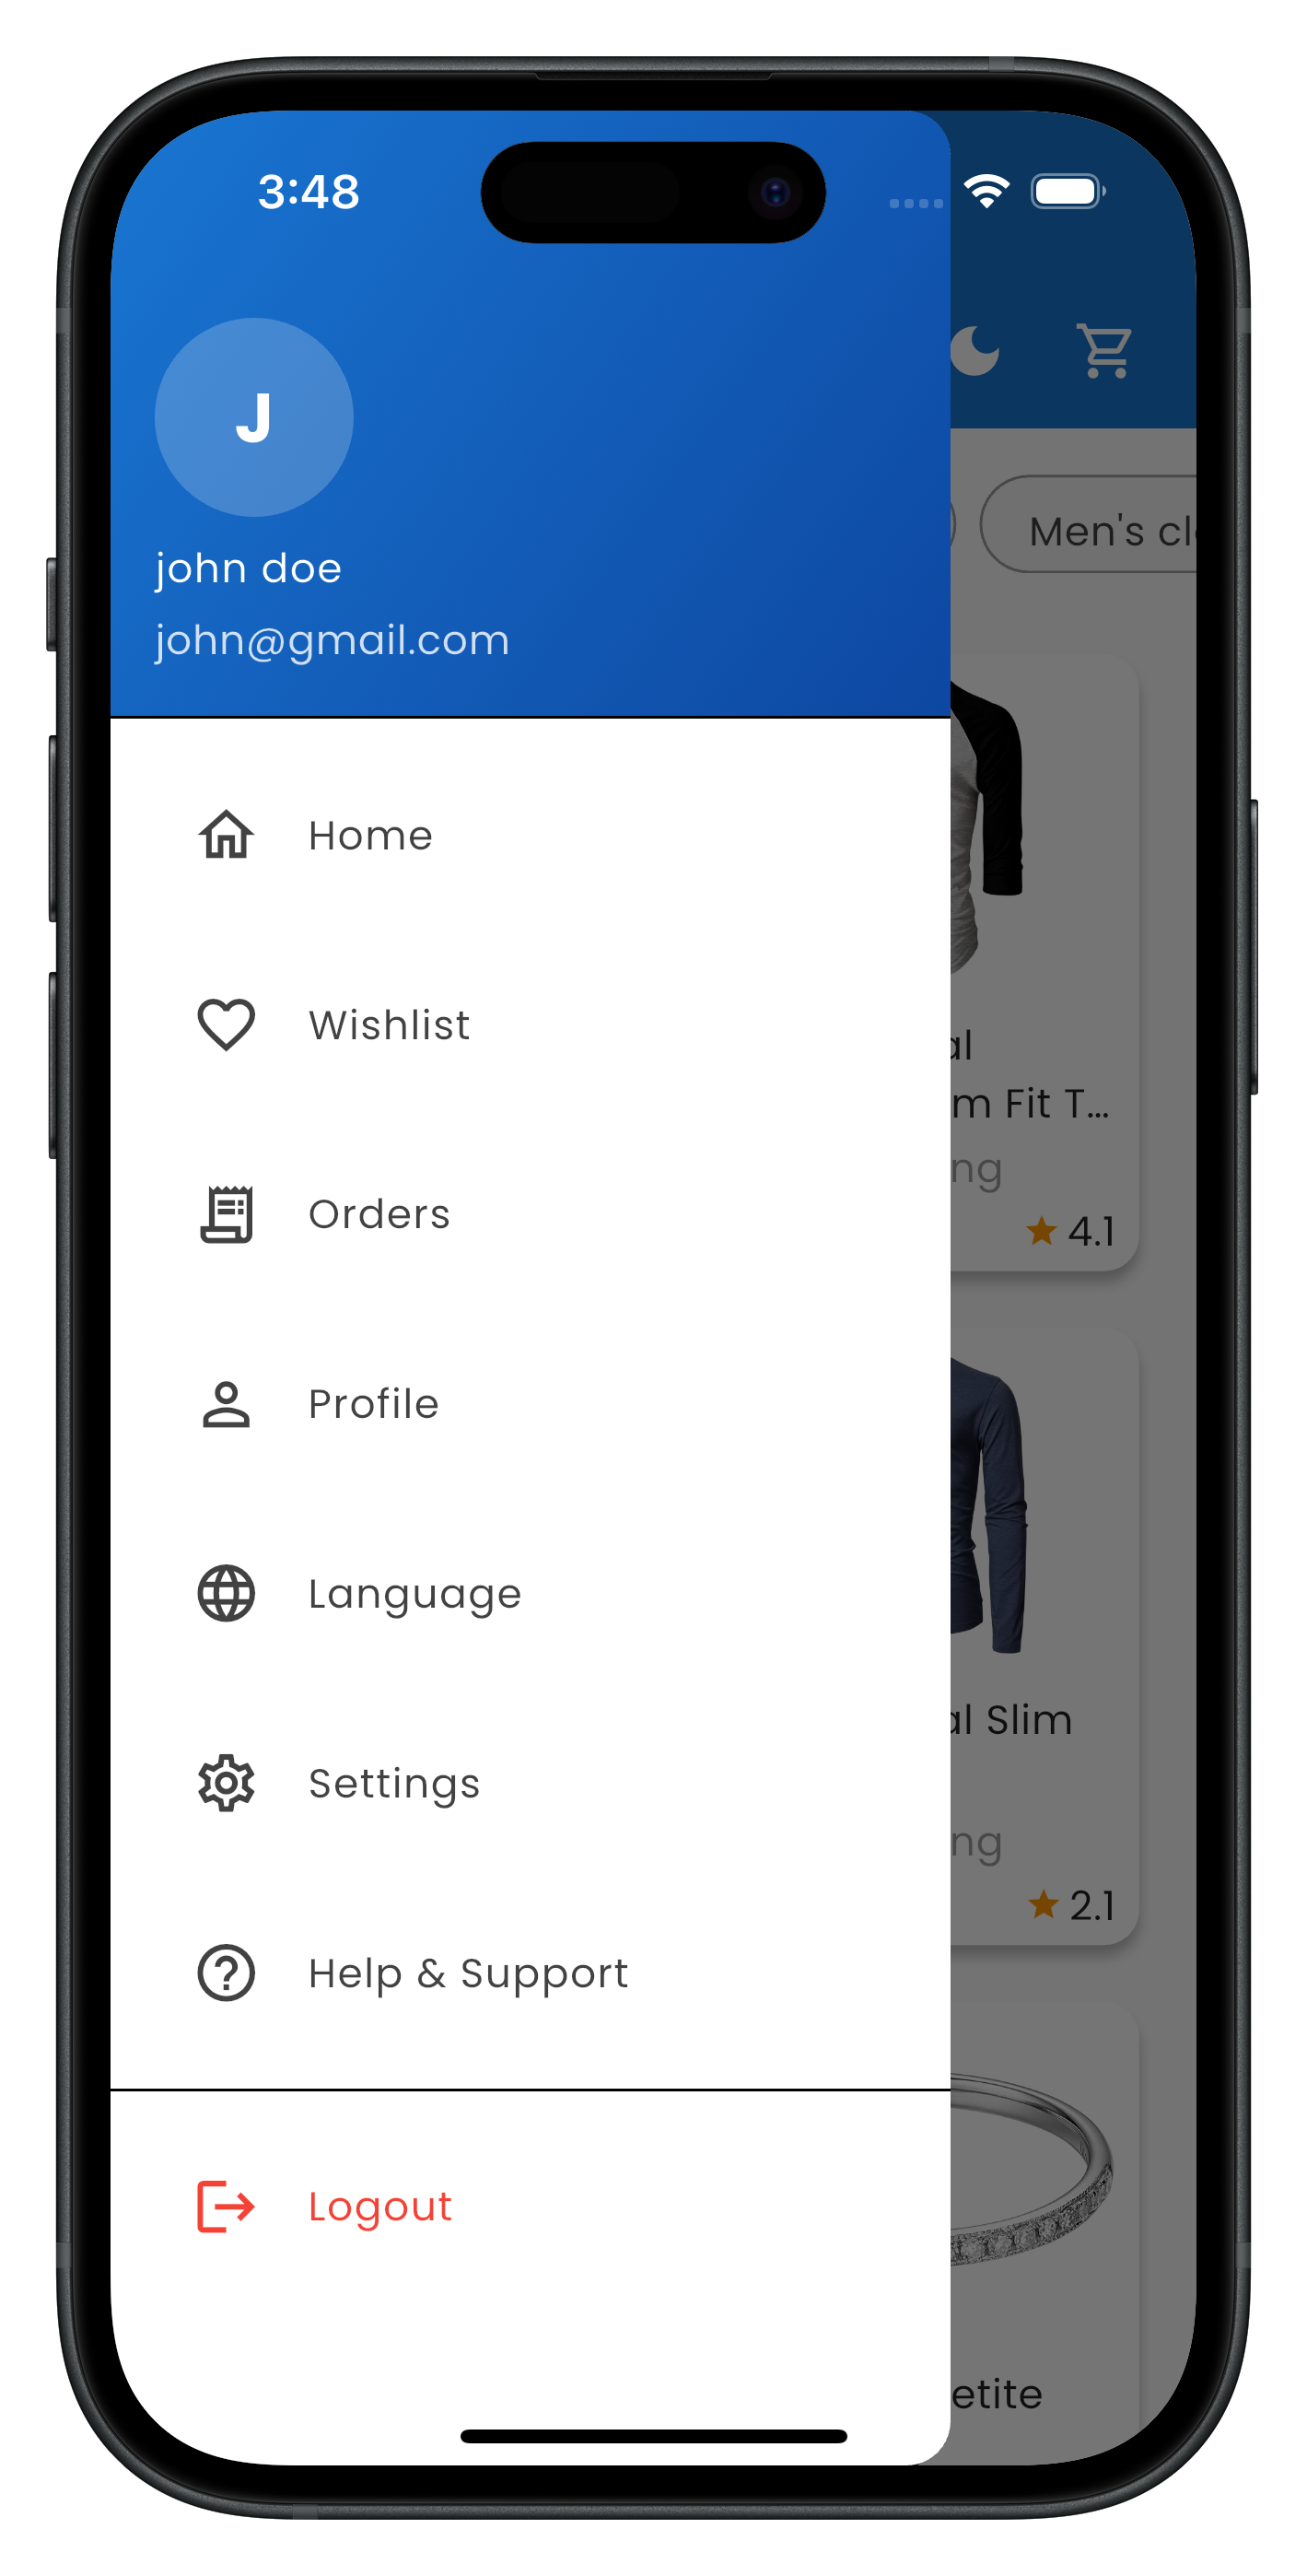 3:48
J
john doe
john@gmail.com
Home
Wishlist
Orders
Profile
Language
Settings
Help & Support
Logout
Men's cl
al
m Fit T...
ng
4.1
al Slim
ng
2.1
etite